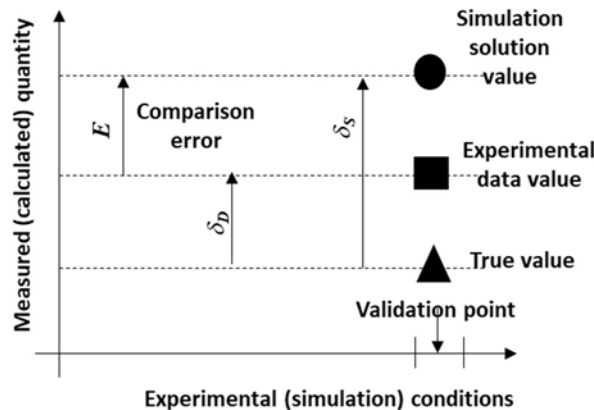 Measured (calculated) quantity
Simulation
solution
value
E
Comparison
error
δS
Experimental
data value
δD
True value
Validation point
Experimental (simulation) conditions